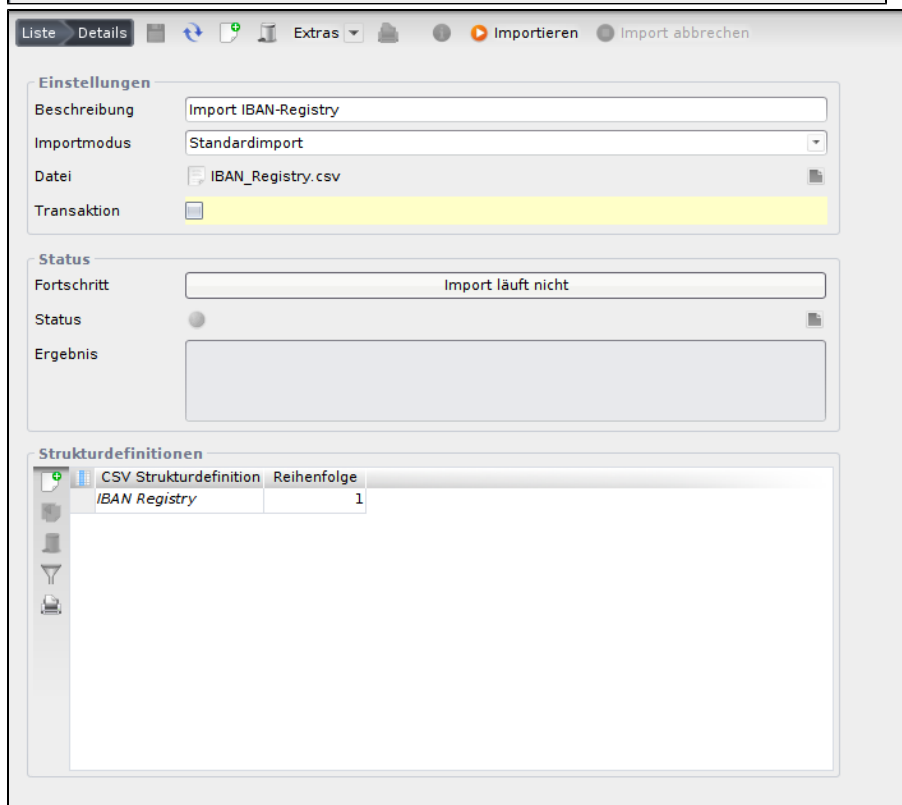 Liste Details Extras Importieren Import abbrechen
Einstellungen
Beschreibung Import IBAN-Registry
Importmodus Standardimport
Datei IBAN_Registry.csv
Transaktion
Status
Fortschritt Import läuft nicht
Status
Ergebnis
Strukturdefinitionen
CSV Strukturdefinition Reihenfolge
IBAN Registry 1